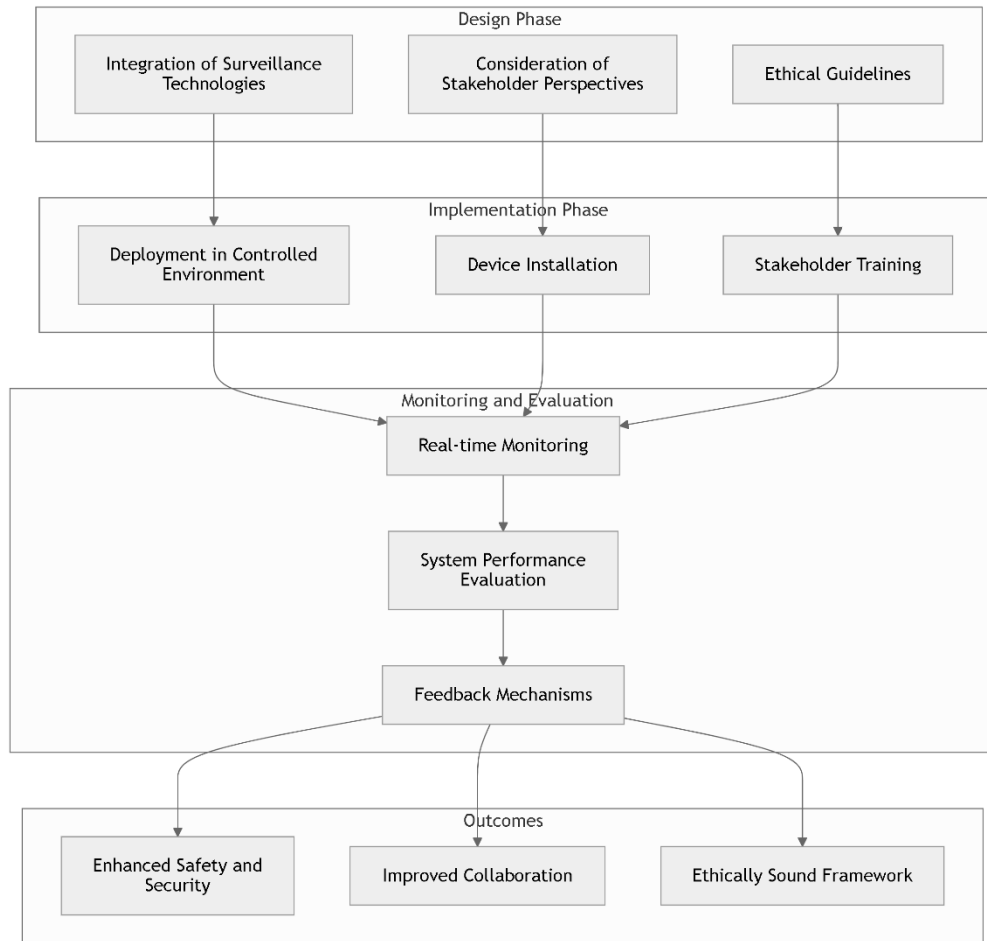 Design Phase
Integration of Surveillance
Technologies
Consideration of
Stakeholder Perspectives
Ethical Guidelines
Implementation Phase
Deployment in Controlled
Environment
Device Installation
Stakeholder Training
Monitoring and Evaluation
Real-time Monitoring
System Performance
Evaluation
Feedback Mechanisms
Outcomes
Enhanced Safety and
Security
Improved Collaboration
Ethically Sound Framework